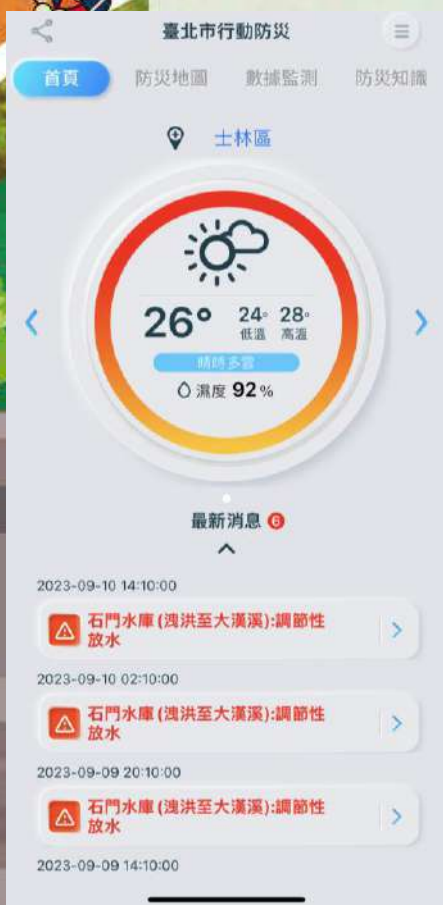 臺北市行動防災
首頁 防災地圖 數據監測 防災知識
士林區
26° 24° 28°
低溫 高溫
晴時多雲
濕度 92%
最新消息 6
2023-09-10 14:10:00
石門水庫(洩洪至大漢溪):調節性
放水
2023-09-10 02:10:00
石門水庫(洩洪至大漢溪):調節性
放水
2023-09-09 20:10:00
石門水庫(洩洪至大漢溪):調節性
放水
2023-09-09 14:10:00